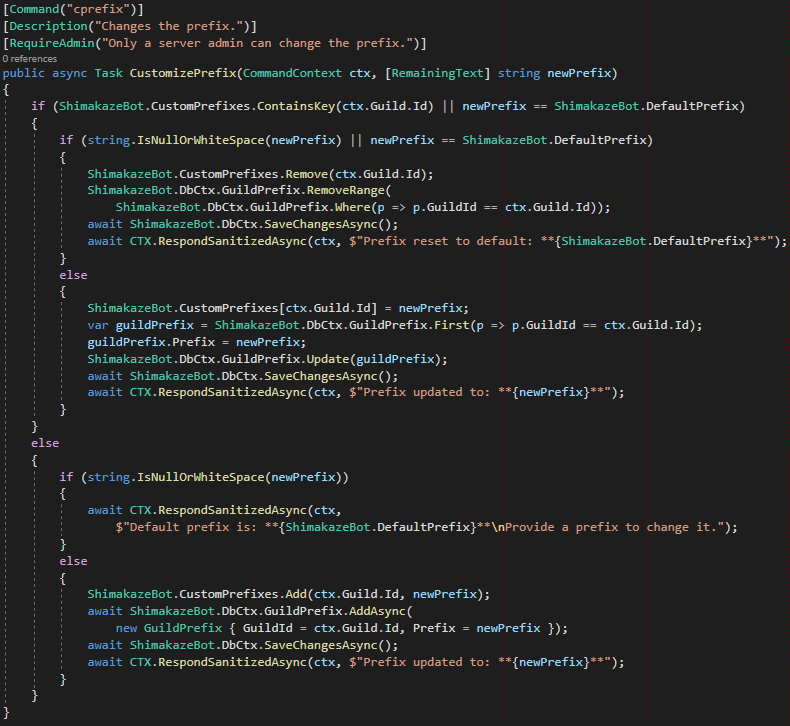 [Command("cprefix")]
[Description("Changes the prefix.")]
[RequireAdmin("Only a server admin can change the prefix.")]
0 references
public async Task CustomizePrefix(CommandContext ctx, [RemainingText] string newPrefix)
{
    if (ShimakazeBot.CustomPrefixes.ContainsKey(ctx.Guild.Id) || newPrefix == ShimakazeBot.DefaultPrefix)
    {
        if (string.IsNullOrWhiteSpace(newPrefix) || newPrefix == ShimakazeBot.DefaultPrefix)
        {
            ShimakazeBot.CustomPrefixes.Remove(ctx.Guild.Id);
            ShimakazeBot.DbCtx.GuildPrefix.RemoveRange(
                ShimakazeBot.DbCtx.GuildPrefix.Where(p => p.GuildId == ctx.Guild.Id));
            await ShimakazeBot.DbCtx.SaveChangesAsync();
            await CTX.RespondSanitizedAsync(ctx, $"Prefix reset to default: **{ShimakazeBot.DefaultPrefix}**");
        }
        else
        {
            ShimakazeBot.CustomPrefixes[ctx.Guild.Id] = newPrefix;
            var guildPrefix = ShimakazeBot.DbCtx.GuildPrefix.First(p => p.GuildId == ctx.Guild.Id);
            guildPrefix.Prefix = newPrefix;
            ShimakazeBot.DbCtx.GuildPrefix.Update(guildPrefix);
            await ShimakazeBot.DbCtx.SaveChangesAsync();
            await CTX.RespondSanitizedAsync(ctx, $"Prefix updated to: **{newPrefix}**");
        }
    }
    else
    {
        if (string.IsNullOrWhiteSpace(newPrefix))
        {
            await CTX.RespondSanitizedAsync(ctx,
                $"Default prefix is: **{ShimakazeBot.DefaultPrefix}**\nProvide a prefix to change it.");
        }
        else
        {
            ShimakazeBot.CustomPrefixes.Add(ctx.Guild.Id, newPrefix);
            await ShimakazeBot.DbCtx.GuildPrefix.AddAsync(
                new GuildPrefix { GuildId = ctx.Guild.Id, Prefix = newPrefix });
            await ShimakazeBot.DbCtx.SaveChangesAsync();
            await CTX.RespondSanitizedAsync(ctx, $"Prefix updated to: **{newPrefix}**");
        }
    }
}